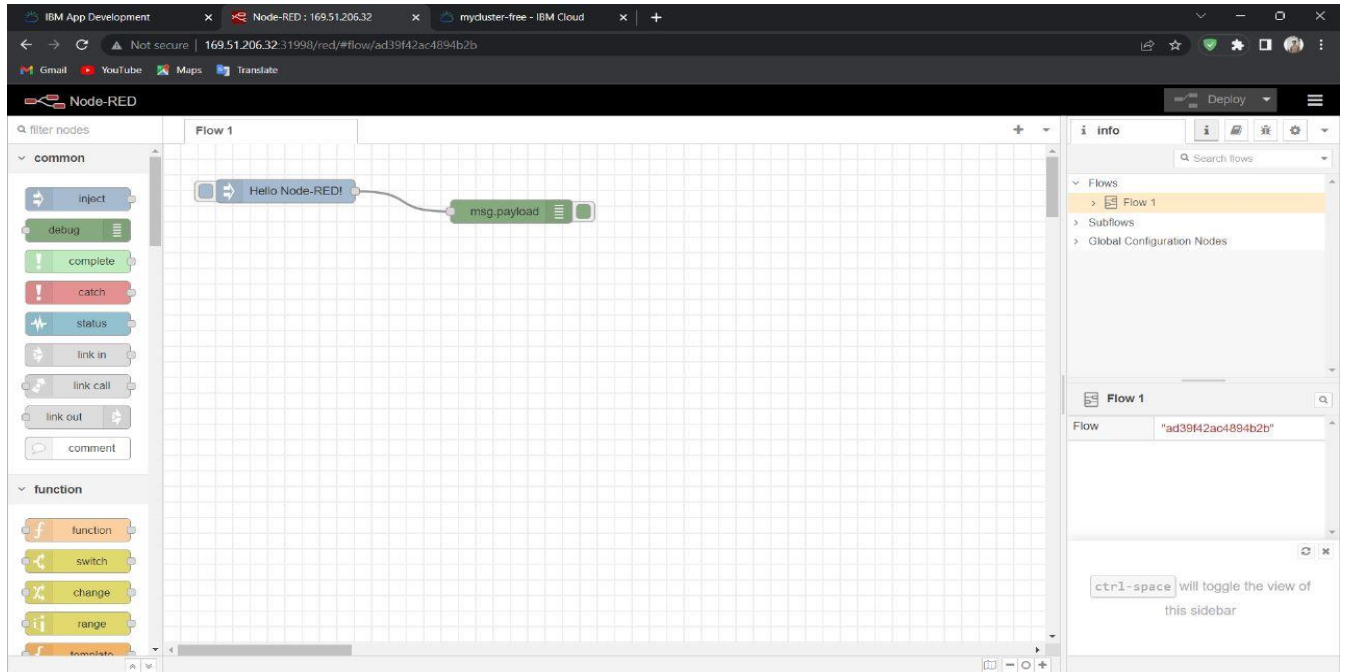 IBM App Development
Node-RED : 169.51.206.32
mycluster-free - IBM Cloud
Not secure | 169.51.206.32:31998/red/#flow/ad39f42ac4894b2b
Gmail YouTube Maps Translate
Node-RED
Deploy
filter nodes
Flow 1
i info
common
Search flows
inject
Hello Node-RED!
Flows
Flow 1
debug
msg.payload
Subflows
Global Configuration Nodes
complete
catch
status
link in
link call
link out
comment
Flow 1
Flow "ad39f42ac4894b2b"
function
function
switch
change
range
template
ctrl-space will toggle the view of
this sidebar